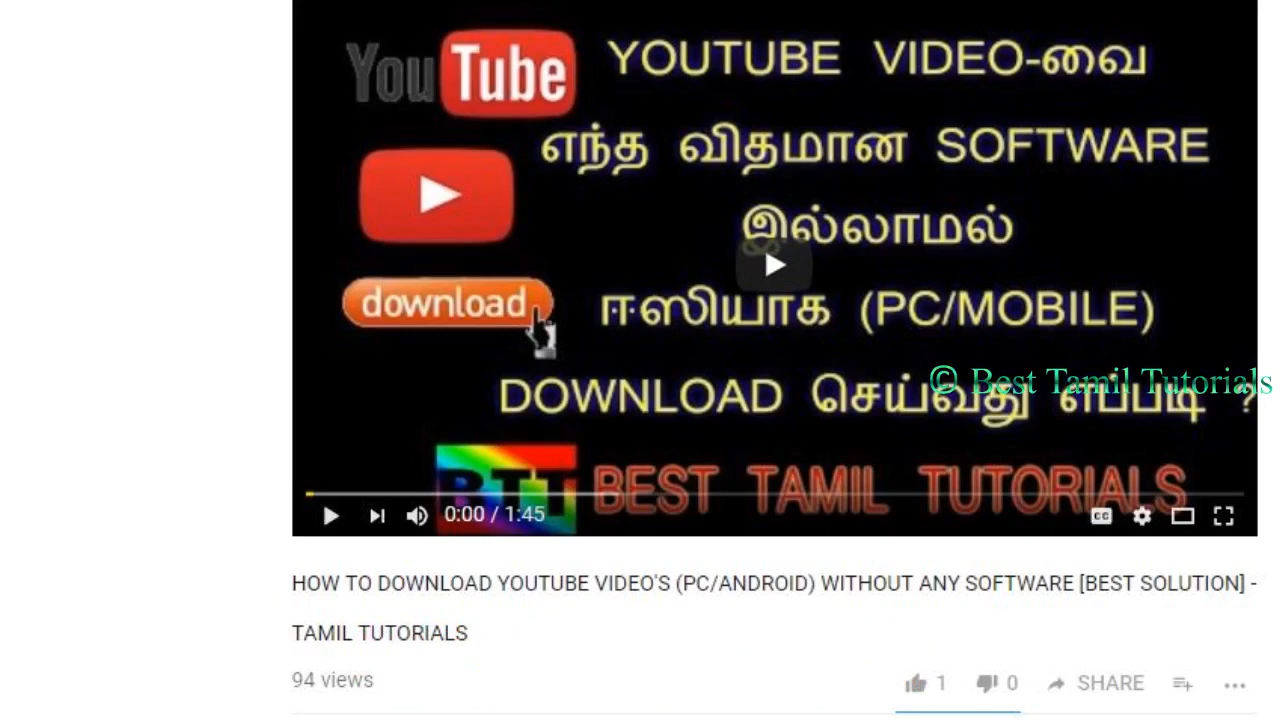 YouTube YOUTUBE VIDEO-வை
எந்த விதமான SOFTWARE
இல்லாமல்
download
ஈஸியாக (PC/MOBILE)
© Best Tamil Tutorials
DOWNLOAD செய்வது எப்படி ?
BTT BEST TAMIL TUTORIALS
0:00 / 1:45
CC
HOW TO DOWNLOAD YOUTUBE VIDEO'S (PC/ANDROID) WITHOUT ANY SOFTWARE [BEST SOLUTION] -
TAMIL TUTORIALS
94 views
1 0 SHARE